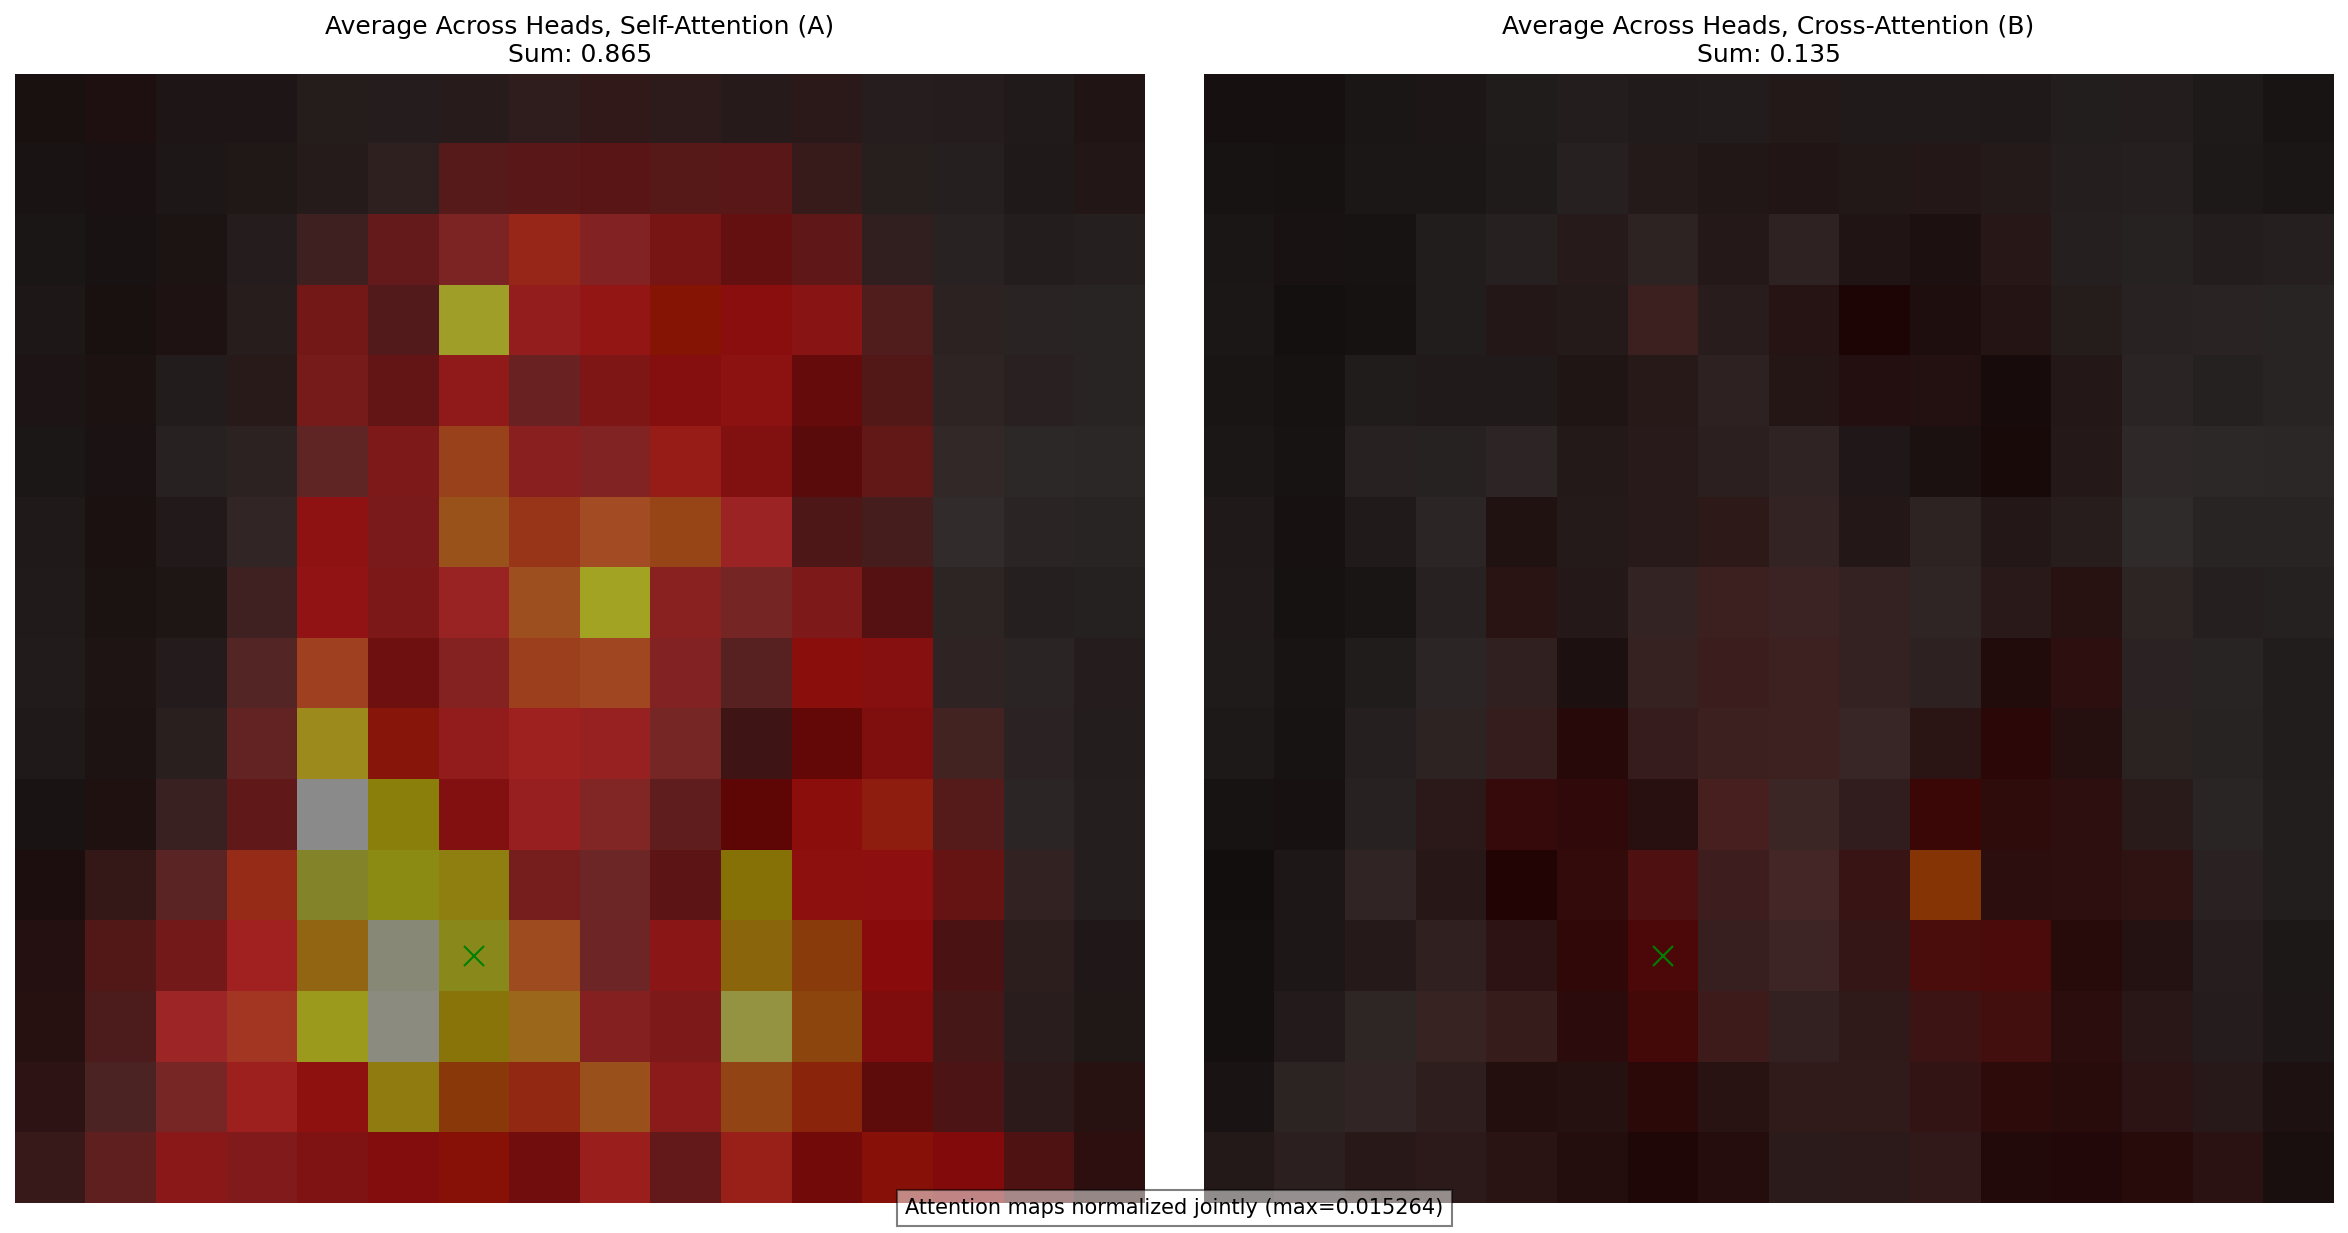 Average Across Heads, Self-Attention (A)
Sum: 0.865
Average Across Heads, Cross-Attention (B)
Sum: 0.135
Attention maps normalized jointly (max=0.015264)